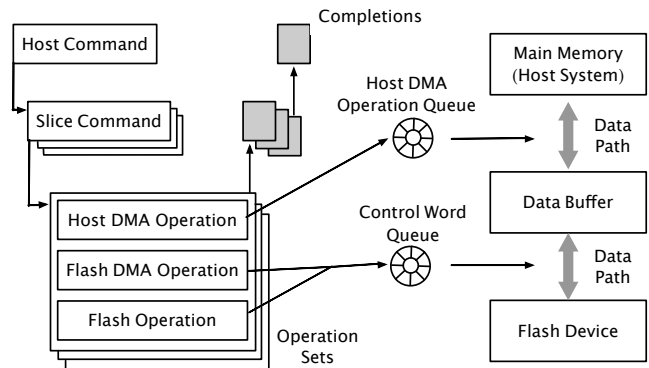 Completions
Host Command
Main Memory
(Host System)
Host DMA
Operation Queue
Slice Command
Data
Path
Host DMA Operation
Control Word
Queue
Data Buffer
Flash DMA Operation
Data
Path
Flash Operation
Operation
Sets
Flash Device